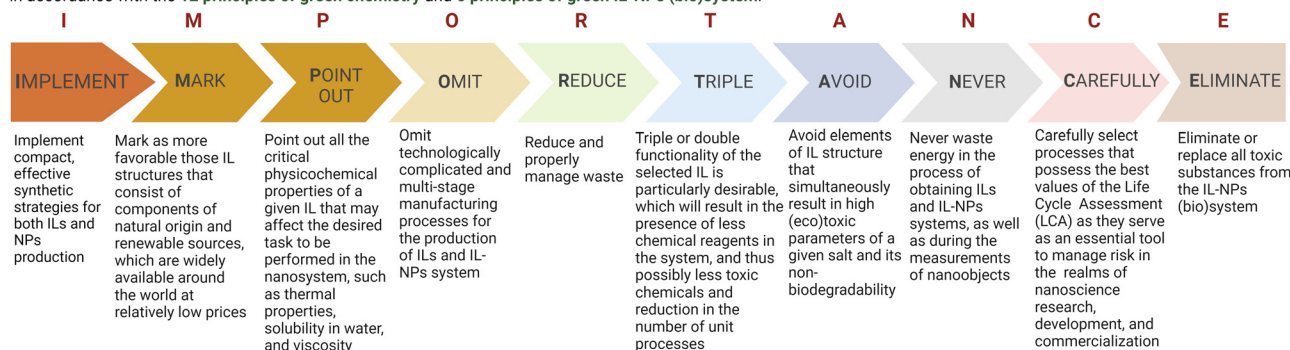 in accordance with the 12 principles of green chemistry and
I M P O R T A N C E
IMPLEMENT
MARK
POINT
OUT
OMIT
REDUCE
TRIPLE
AVOID
NEVER
CAREFULLY
ELIMINATE
Implement
compact,
effective
synthetic
strategies for
both ILs and
NPs
production
Mark as more
favorable those IL
structures that
consist of
components of
natural origin and
renewable sources,
which are widely
available around
the world at
relatively low prices
Point out all the
critical
physicochemical
properties of a
given IL that may
affect the desired
task to be
performed in the
nanosystem, such
as thermal
properties,
solubility in water,
and viscosity
Omit
technologically
complicated and
multi-stage
manufacturing
processes for
the production
of ILs and IL-
NPs system
Reduce and
properly
manage waste
Triple or double
functionality of the
selected IL is
particularly desirable,
which will result in the
presence of less
chemical reagents in
the system, and thus
possibly less toxic
chemicals and
reduction in the
number of unit
processes
Avoid elements
of IL structure
that
simultaneously
result in high
(eco)toxic
parameters of a
given salt and its
non-
biodegradability
Never waste
energy in the
process of
obtaining ILs
and IL-NPs
systems, as well
as during the
measurements
of nanoobjects
Carefully select
processes that
possess the best
values of the Life
Cycle Assessment
(LCA) as they serve
as an essential tool
to manage risk in
the realms of
nanoscience
research,
development, and
commercialization
Eliminate or
replace all toxic
substances from
the IL-NPs
(bio)system